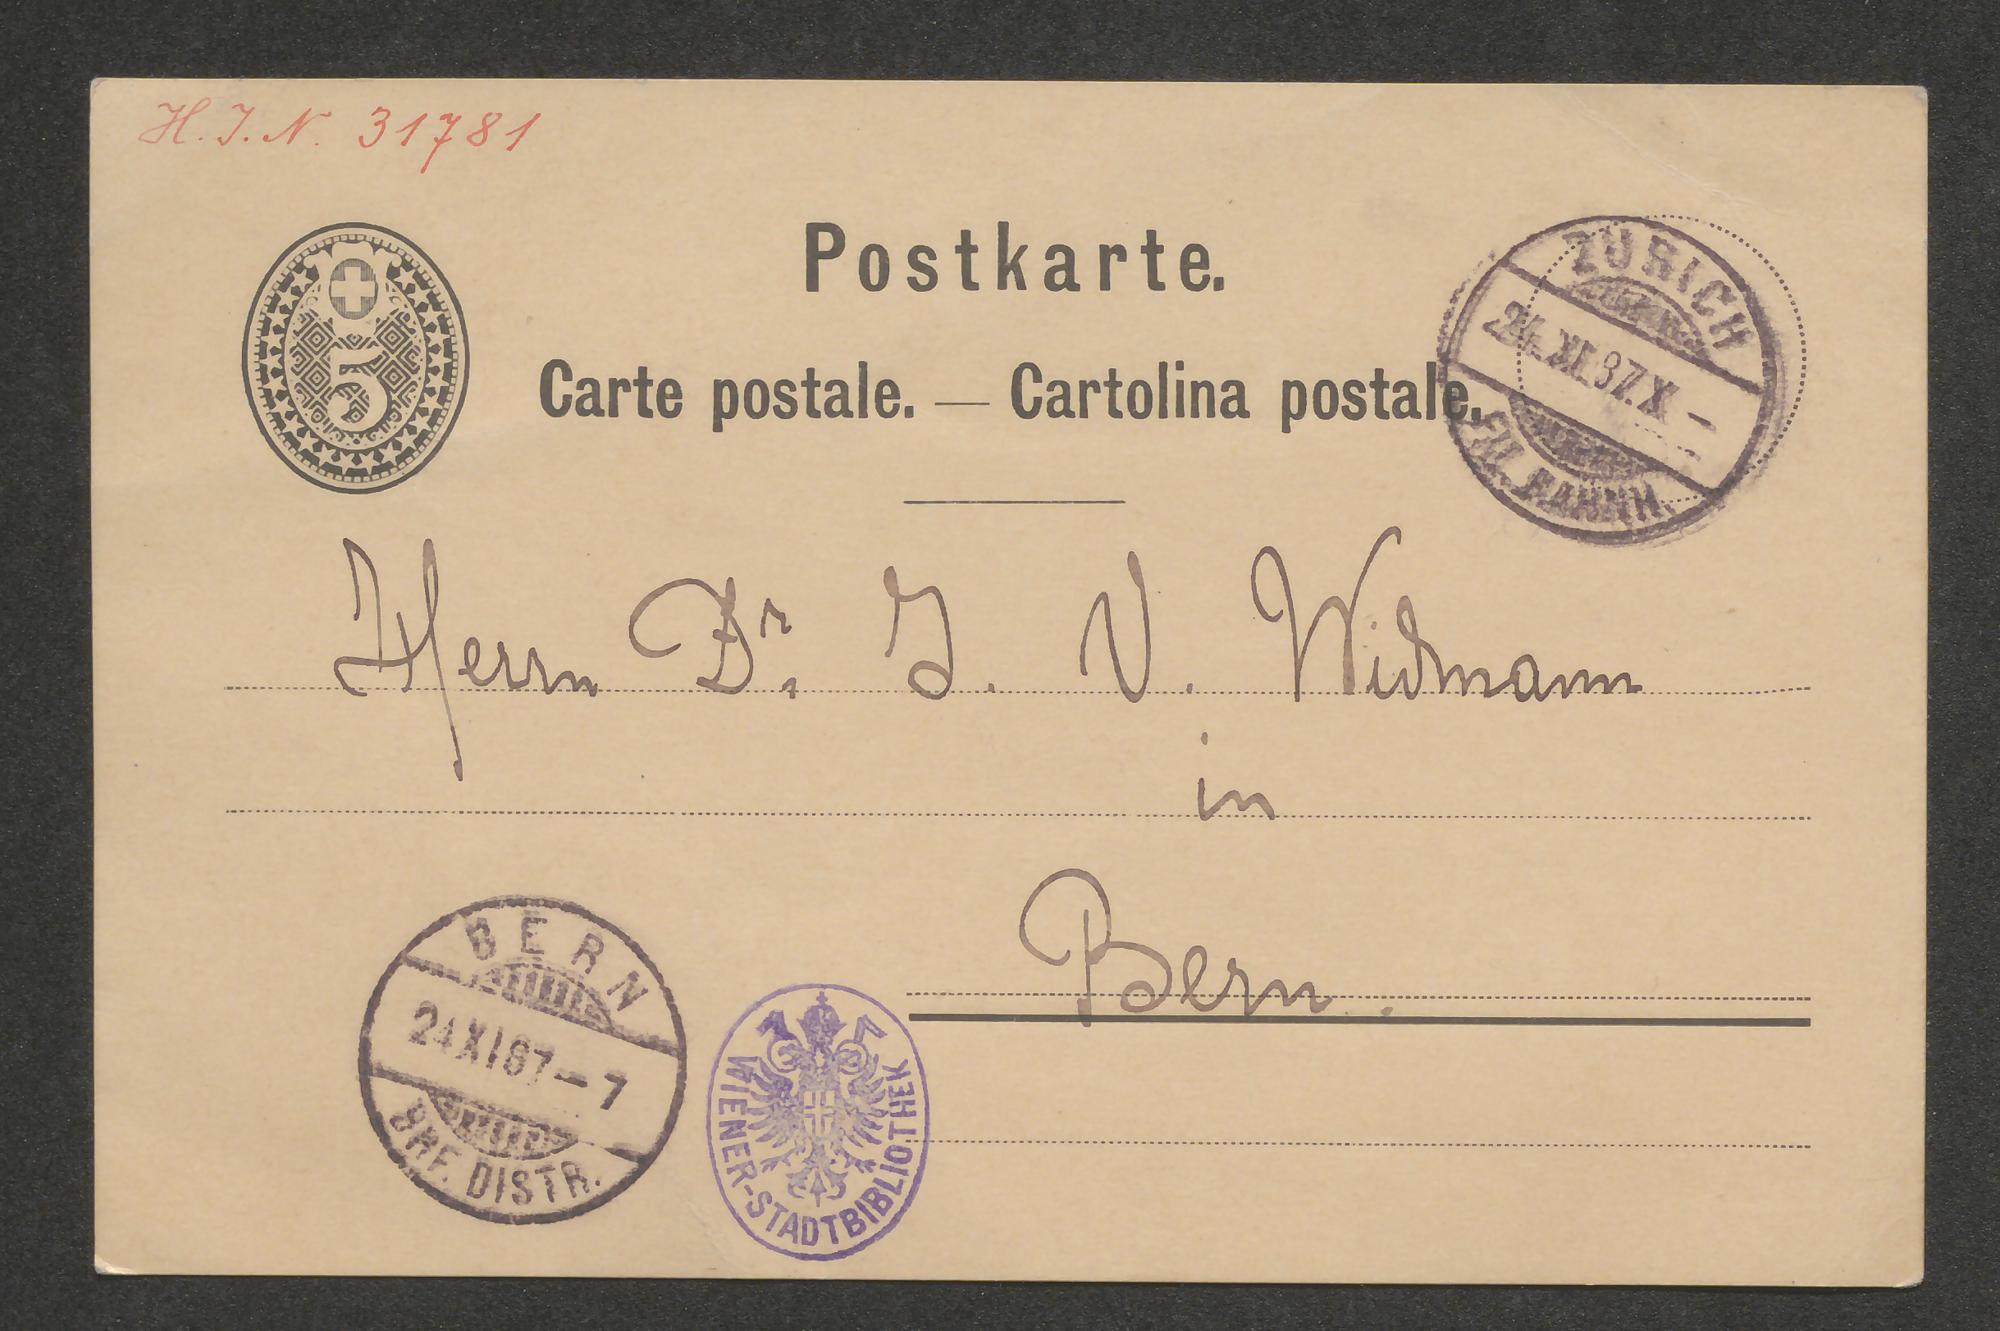 H. I. N. 31781
Postkarte.
Carte postale. — Cartolina postale.
5
ZÜRICH
24.XI.87.X –
FIL. BAHNH.
Herrn Dr. J. V. Widmann
in
Bern.
BERN
24 XI 87 – 7
BRF. DISTR.
WIENER-STADTBIBLIOTHEK